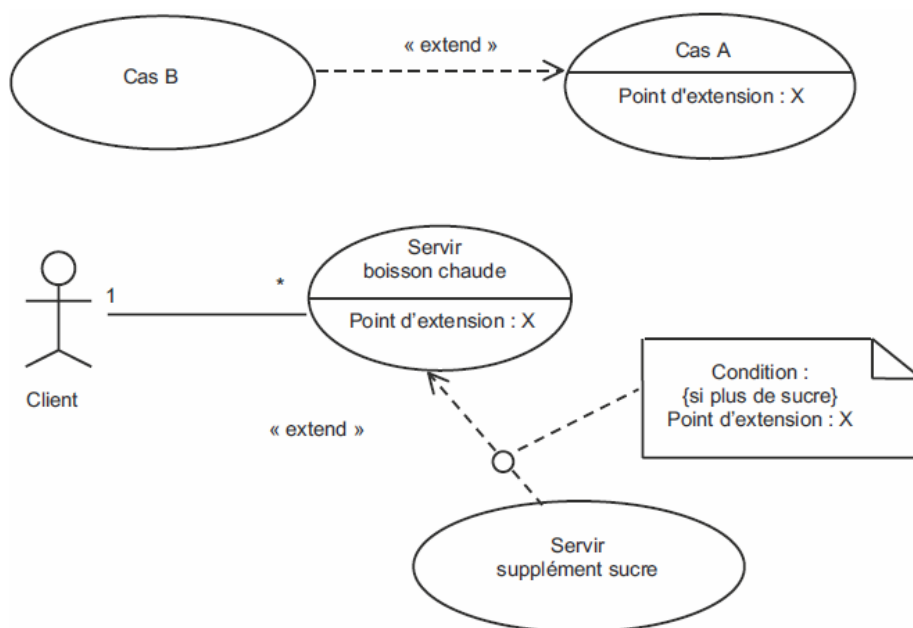 « extend »
Cas B
Cas A
Point d'extension : X
Servir
boisson chaude
Point d'extension : X
1
*
Client
« extend »
Condition :
{si plus de sucre}
Point d'extension : X
Servir
supplément sucre